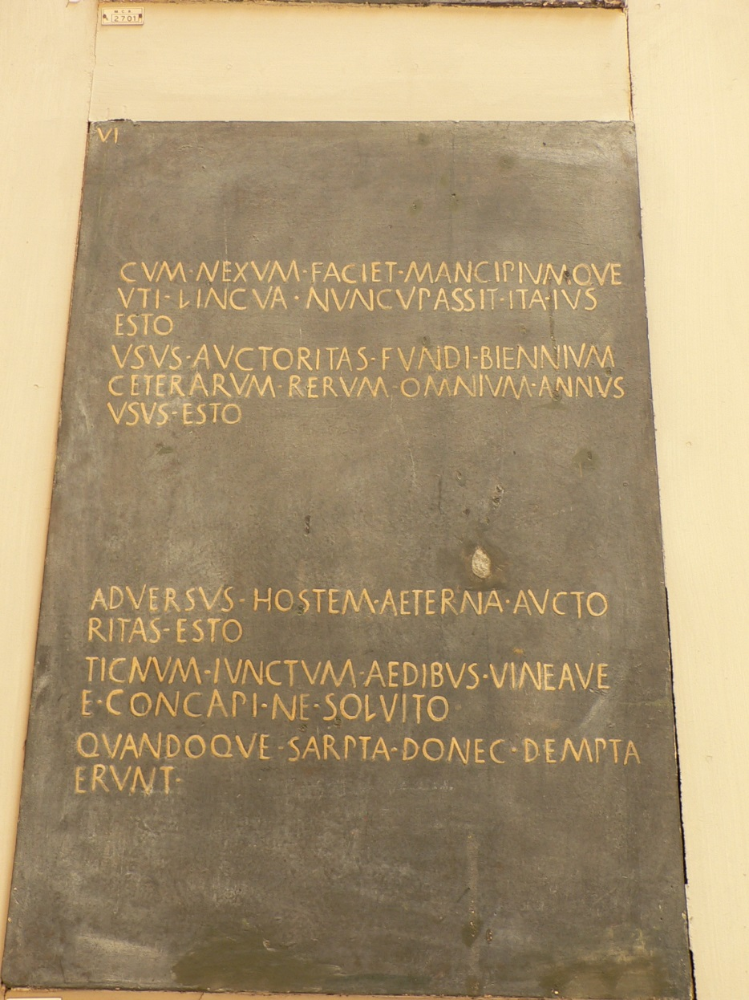 M C R
2701
VI
CVM·NEXVM·FACIET·MANCIPIVMQVE
VTI·LINCVA·NVNCVPASSIT·ITA·IVS
ESTO
VSVS·AVCTORITAS·FVNDI·BIENNIVM
CETERARVM·RERVM·OMNIVM·ANNVS
VSVS·ESTO
ADVERSVS·HOSTEM·AETERNA·AVCTO
RITAS·ESTO
TICNVM·IVNCTVM·AEDIBVS·VINEAVE
E·CONCAPI·NE·SOLVITO
QVANDOQVE·SARPTA·DONEC·DEMPTA
ERVNT·